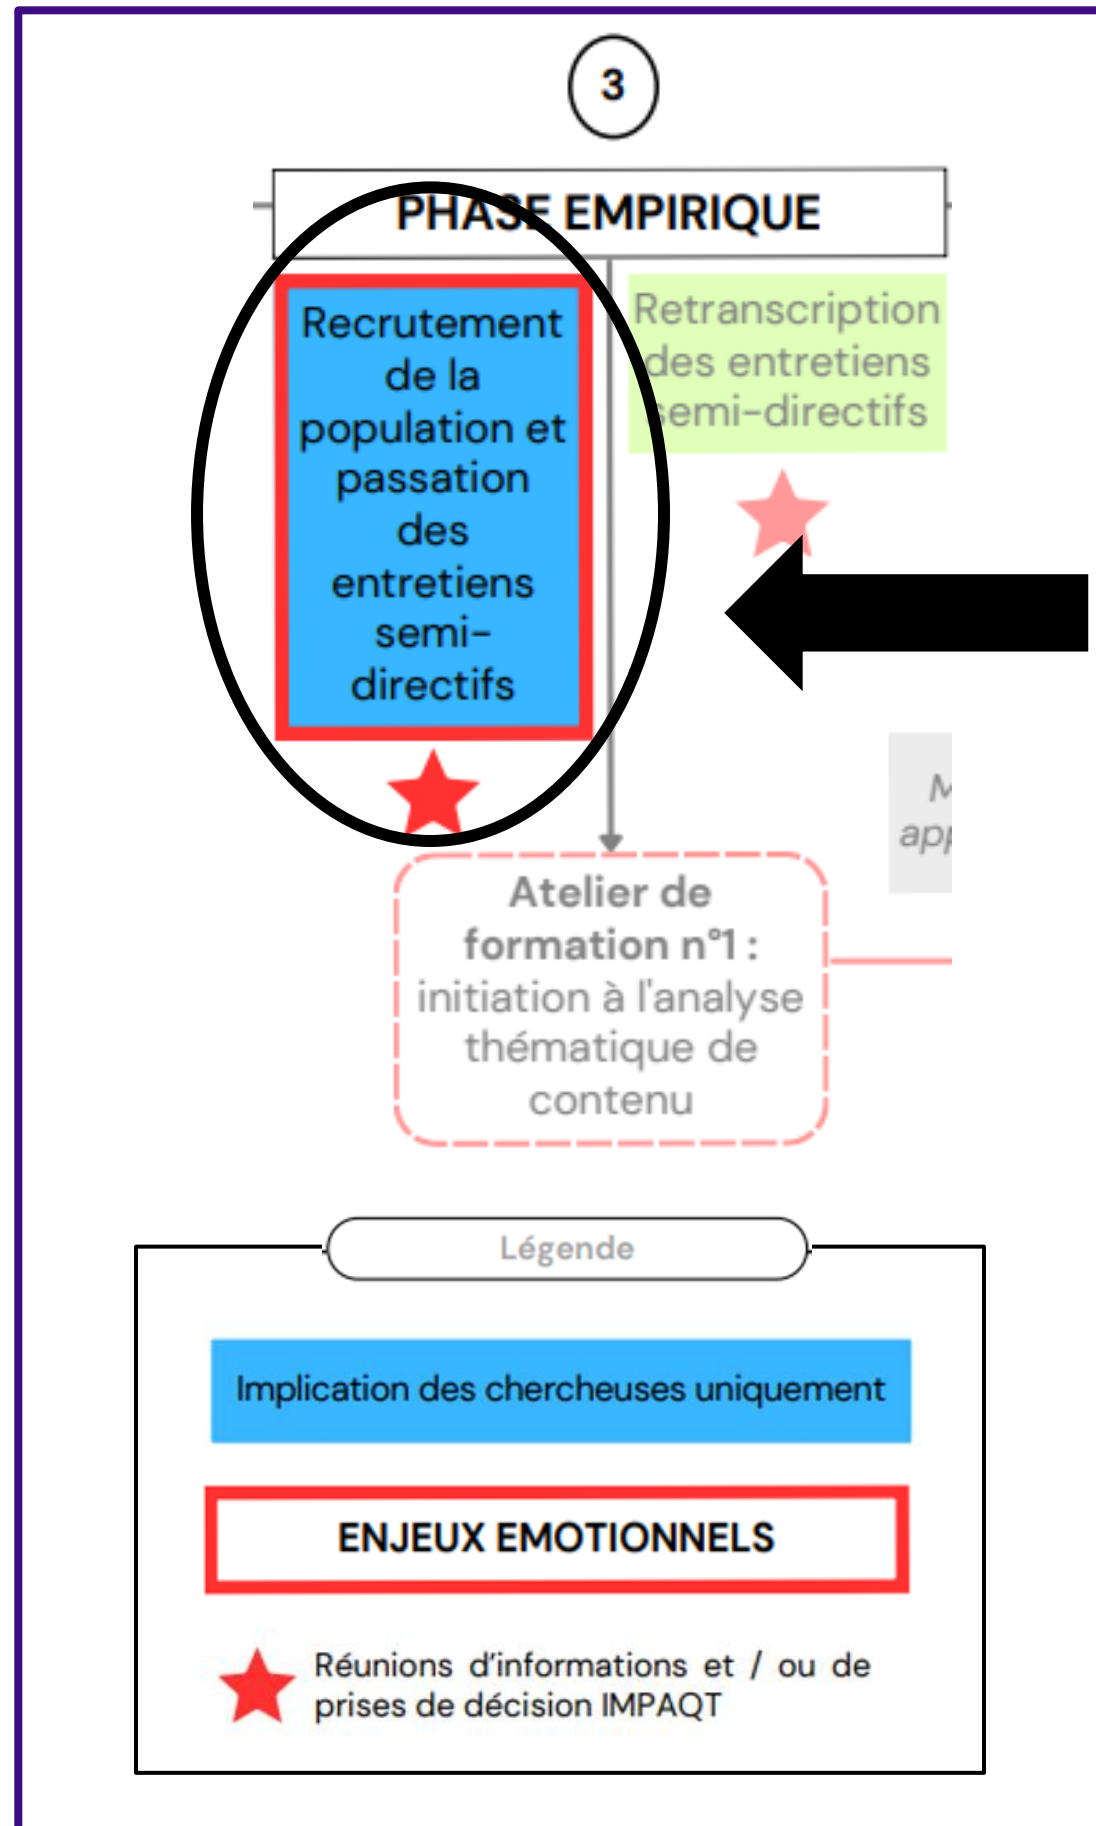 3
PHASE EMPIRIQUE
Recrutement
de la
population et
passation
des
entretiens
semi-
directifs
Retranscription
des entretiens
semi-directifs
M
app
Atelier de
formation n°1 :
initiation à l'analyse
thématique de
contenu
Légende
Implication des chercheuses uniquement
ENJEUX EMOTIONNELS
Réunions d'informations et / ou de
prises de décision IMPAQT